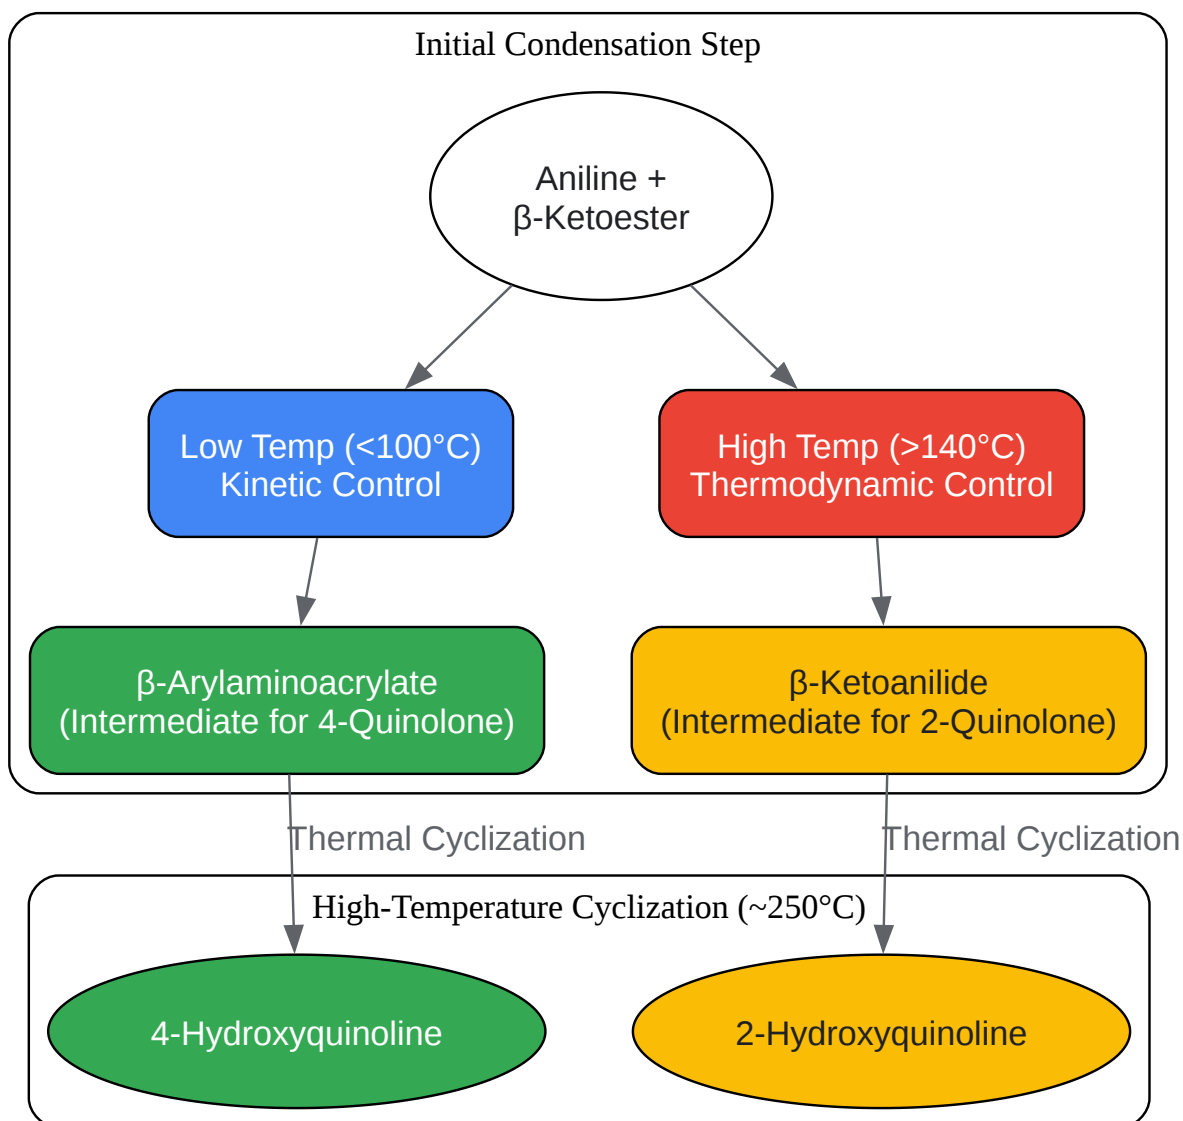 Initial Condensation Step
Aniline +
β-Ketoester
Low Temp (<100°C)
Kinetic Control
High Temp (>140°C)
Thermodynamic Control
β-Arylaminoacrylate
(Intermediate for 4-Quinolone)
β-Ketoanilide
(Intermediate for 2-Quinolone)
Thermal Cyclization
Thermal Cyclization
High-Temperature Cyclization (~250°C)
4-Hydroxyquinoline
2-Hydroxyquinoline